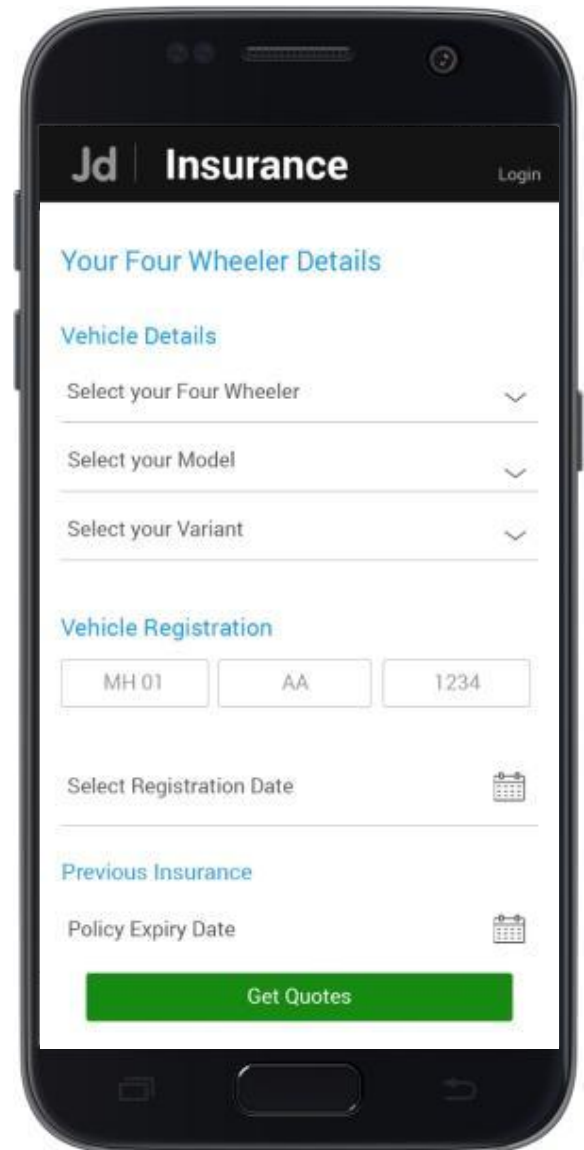 Jd Insurance
Login
Your Four Wheeler Details
Vehicle Details
Select your Four Wheeler
Select your Model
Select your Variant
Vehicle Registration
MH 01 AA 1234
Select Registration Date
Previous Insurance
Policy Expiry Date
Get Quotes